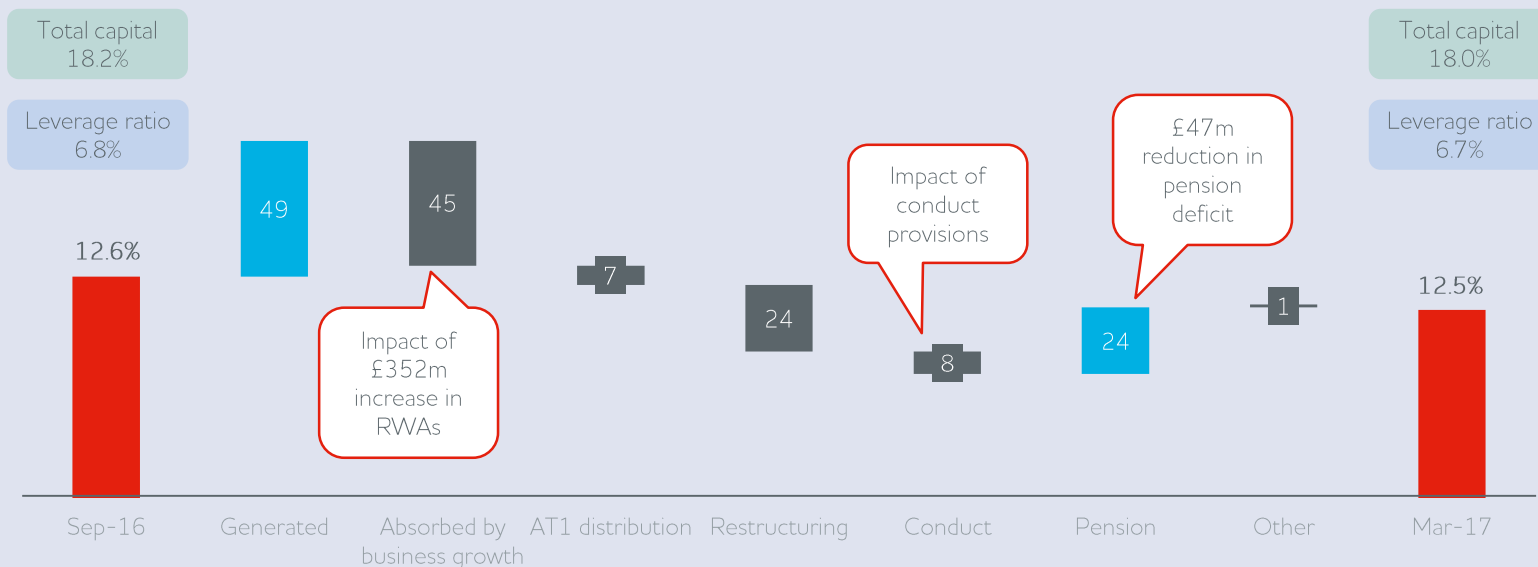 Total capital
18.2%
Leverage ratio
6.8%
Total capital
18.0%
Leverage ratio
6.7%
12.6%
49
45
Impact of
£352m
increase in
RWAs
7
24
Impact of
conduct
provisions
8
£47m
reduction in
pension
deficit
24
1
12.5%
Sep-16
Generated
Absorbed by
business growth
AT1 distribution
Restructuring
Conduct
Pension
Other
Mar-17